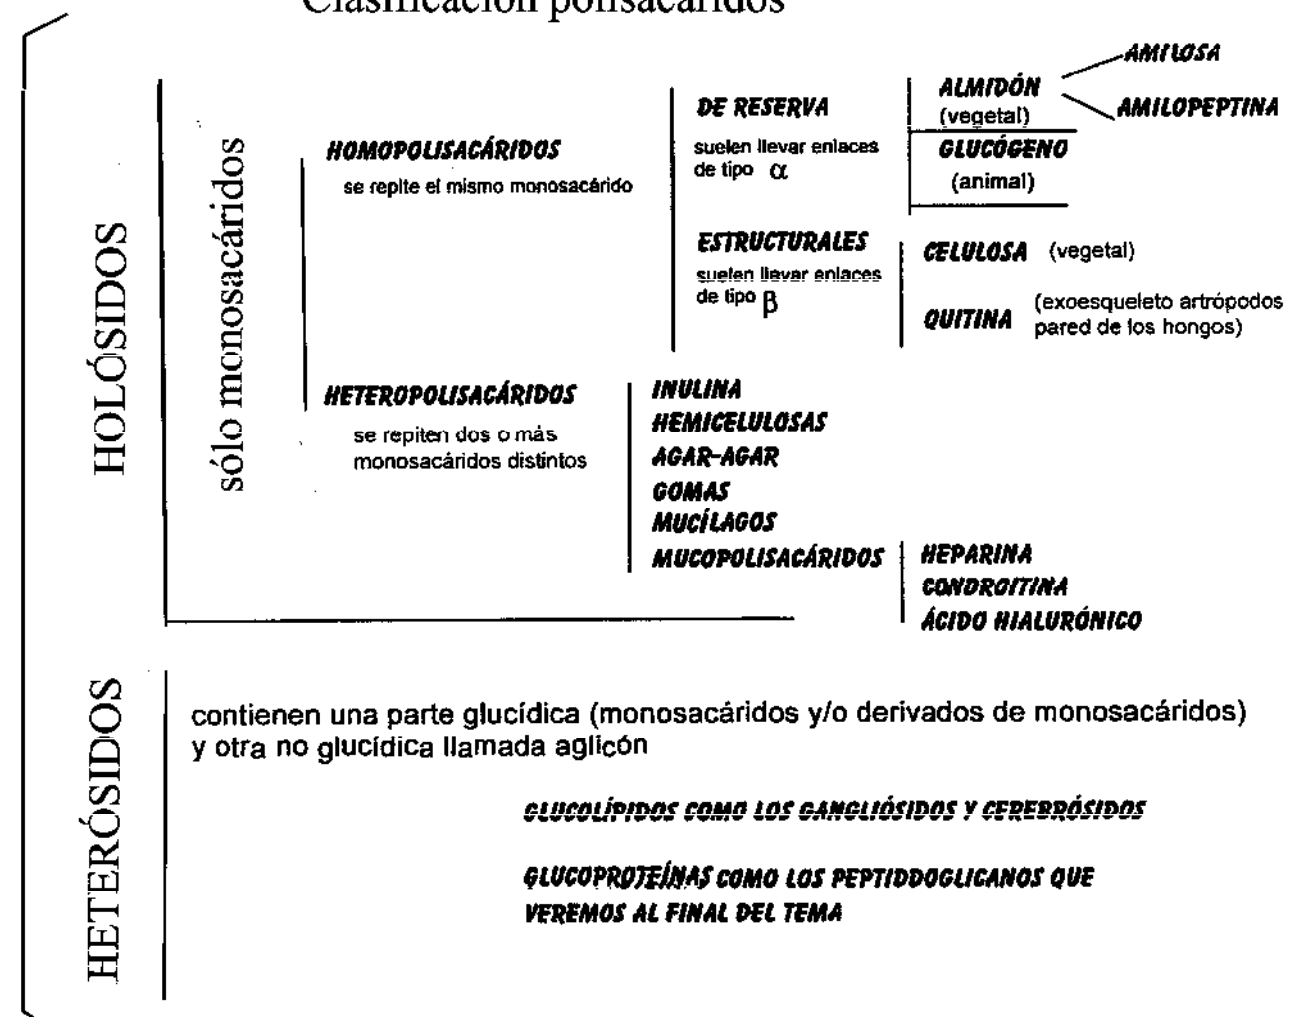 Clasificación polisacáridos
HOLÓSIDOS
sólo monosacáridos
HOMOPOLISACÁRIDOS
se repite el mismo monosacárido
DE RESERVA
suelen llevar enlaces
de tipo α
ALMIDÓN
(vegetal)
AMILOSA
AMILOPEPTINA
GLUCÓGENO
(animal)
ESTRUCTURALES
suelen llevar enlaces
de tipo β
CELULOSA (vegetal)
QUITINA (exoesqueleto artrópodos
pared de los hongos)
HETEROPOLISACÁRIDOS
se repiten dos o más
monosacáridos distintos
INULINA
HEMICELULOSAS
AGAR-AGAR
GOMAS
MUCÍLAGOS
MUCOPOLISACÁRIDOS
HEPARINA
CONDROITINA
ÁCIDO HIALURÓNICO
HETERÓSIDOS
contienen una parte glucídica (monosacáridos y/o derivados de monosacáridos)
y otra no glucídica llamada aglicón
GLUCOLÍPIDOS COMO LOS GANGLIÓSIDOS Y CEREBRÓSIDOS
GLUCOPROTEÍNAS COMO LOS PEPTIDDOGLICANOS QUE
VEREMOS AL FINAL DEL TEMA